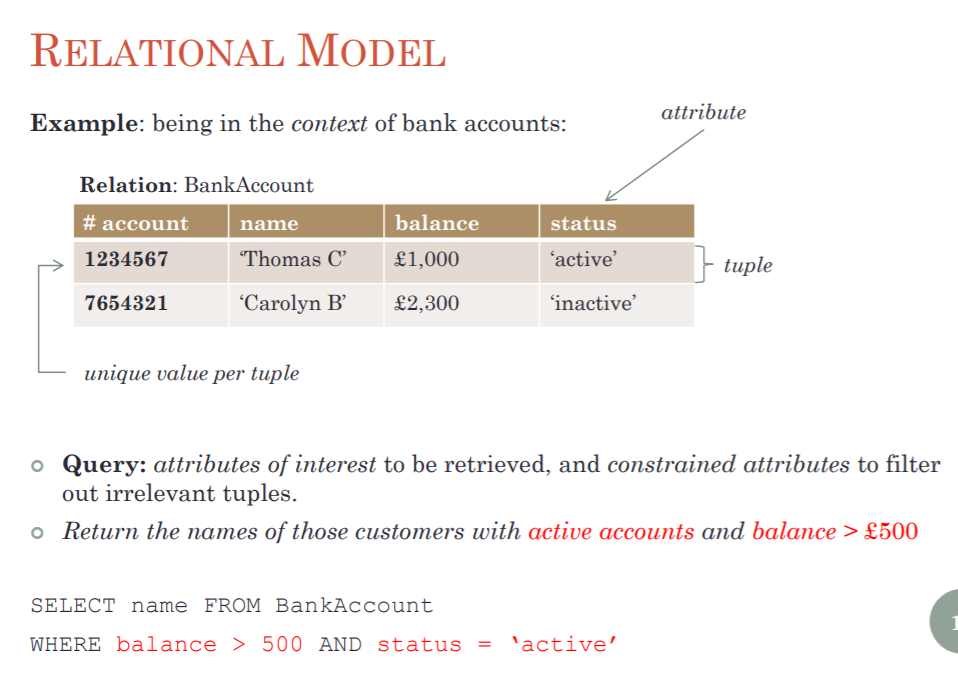 RELATIONAL MODEL
Example: being in the context of bank accounts:
attribute
Relation: BankAccount
# account name balance status
1234567 ‘Thomas C’ £1,000 ‘active’
tuple
7654321 ‘Carolyn B’ £2,300 ‘inactive’
unique value per tuple
Query: attributes of interest to be retrieved, and constrained attributes to filter
out irrelevant tuples.
Return the names of those customers with active accounts and balance > £500
SELECT name FROM BankAccount
WHERE balance > 500 AND status = ‘active’